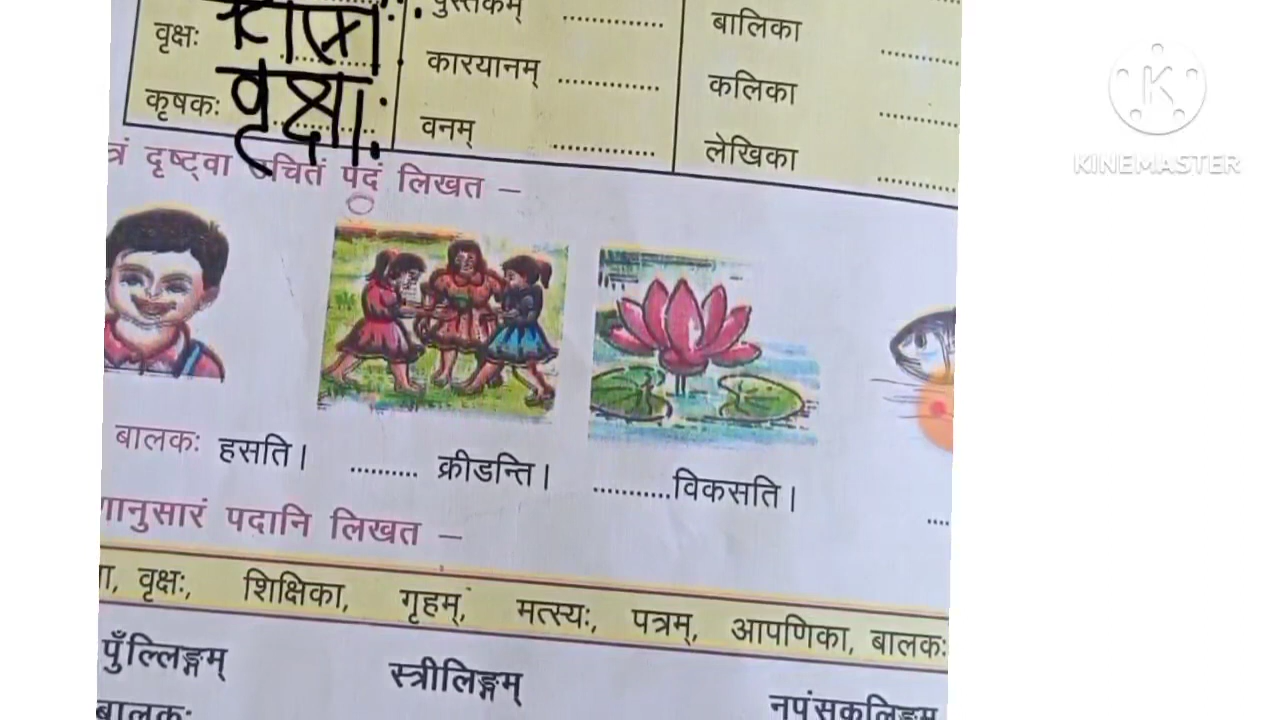 पुस्तकम् ............
बालिका ............
वृक्षः
कारयानम् ............
कलिका ............
वृक्षाः
कृषकः ............
वनम् ............
लेखिका ............
दृष्ट्वा पदं लिखत –
बालकः हसति।
.......... क्रीडन्ति।
...........विकसति।
पदानि लिखत –
वृक्षः, शिक्षिका, गृहम्, मत्स्यः, पत्रम्, आपणिका, बालकः
पुँल्लिङ्गम् स्त्रीलिङ्गम् नपुंसकलिङ्गम्
बालकः
K
KINEMASTER